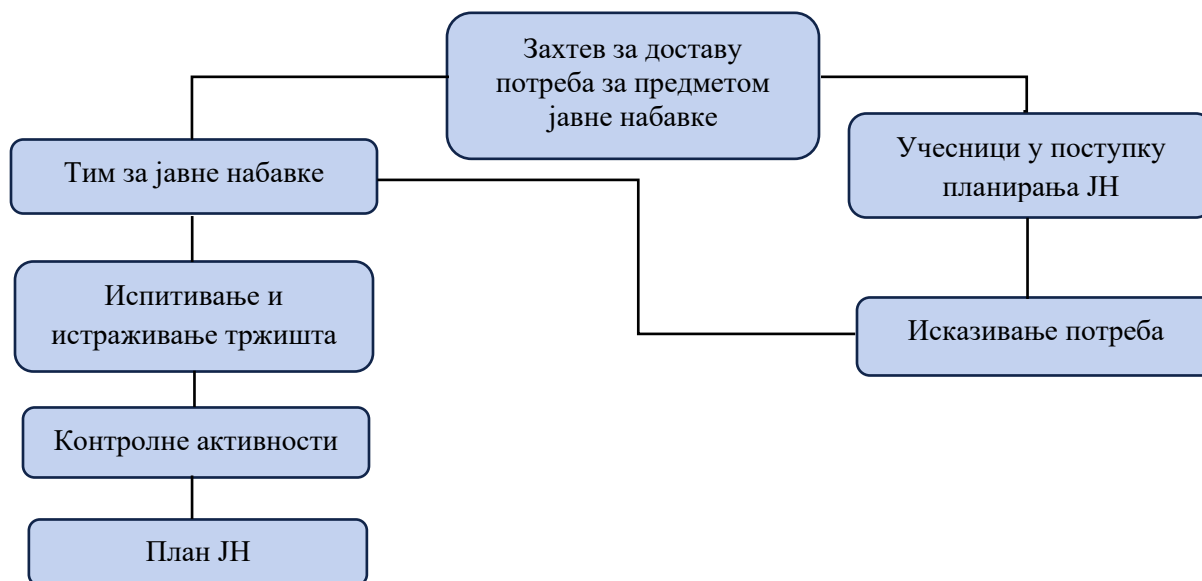 Захтев за доставу
потреба за предметом
јавне набавке
Тим за јавне набавке
Учесници у поступку
планирања ЈН
Испитивање и
истраживање тржишта
Исказивање потреба
Контролне активности
План ЈН